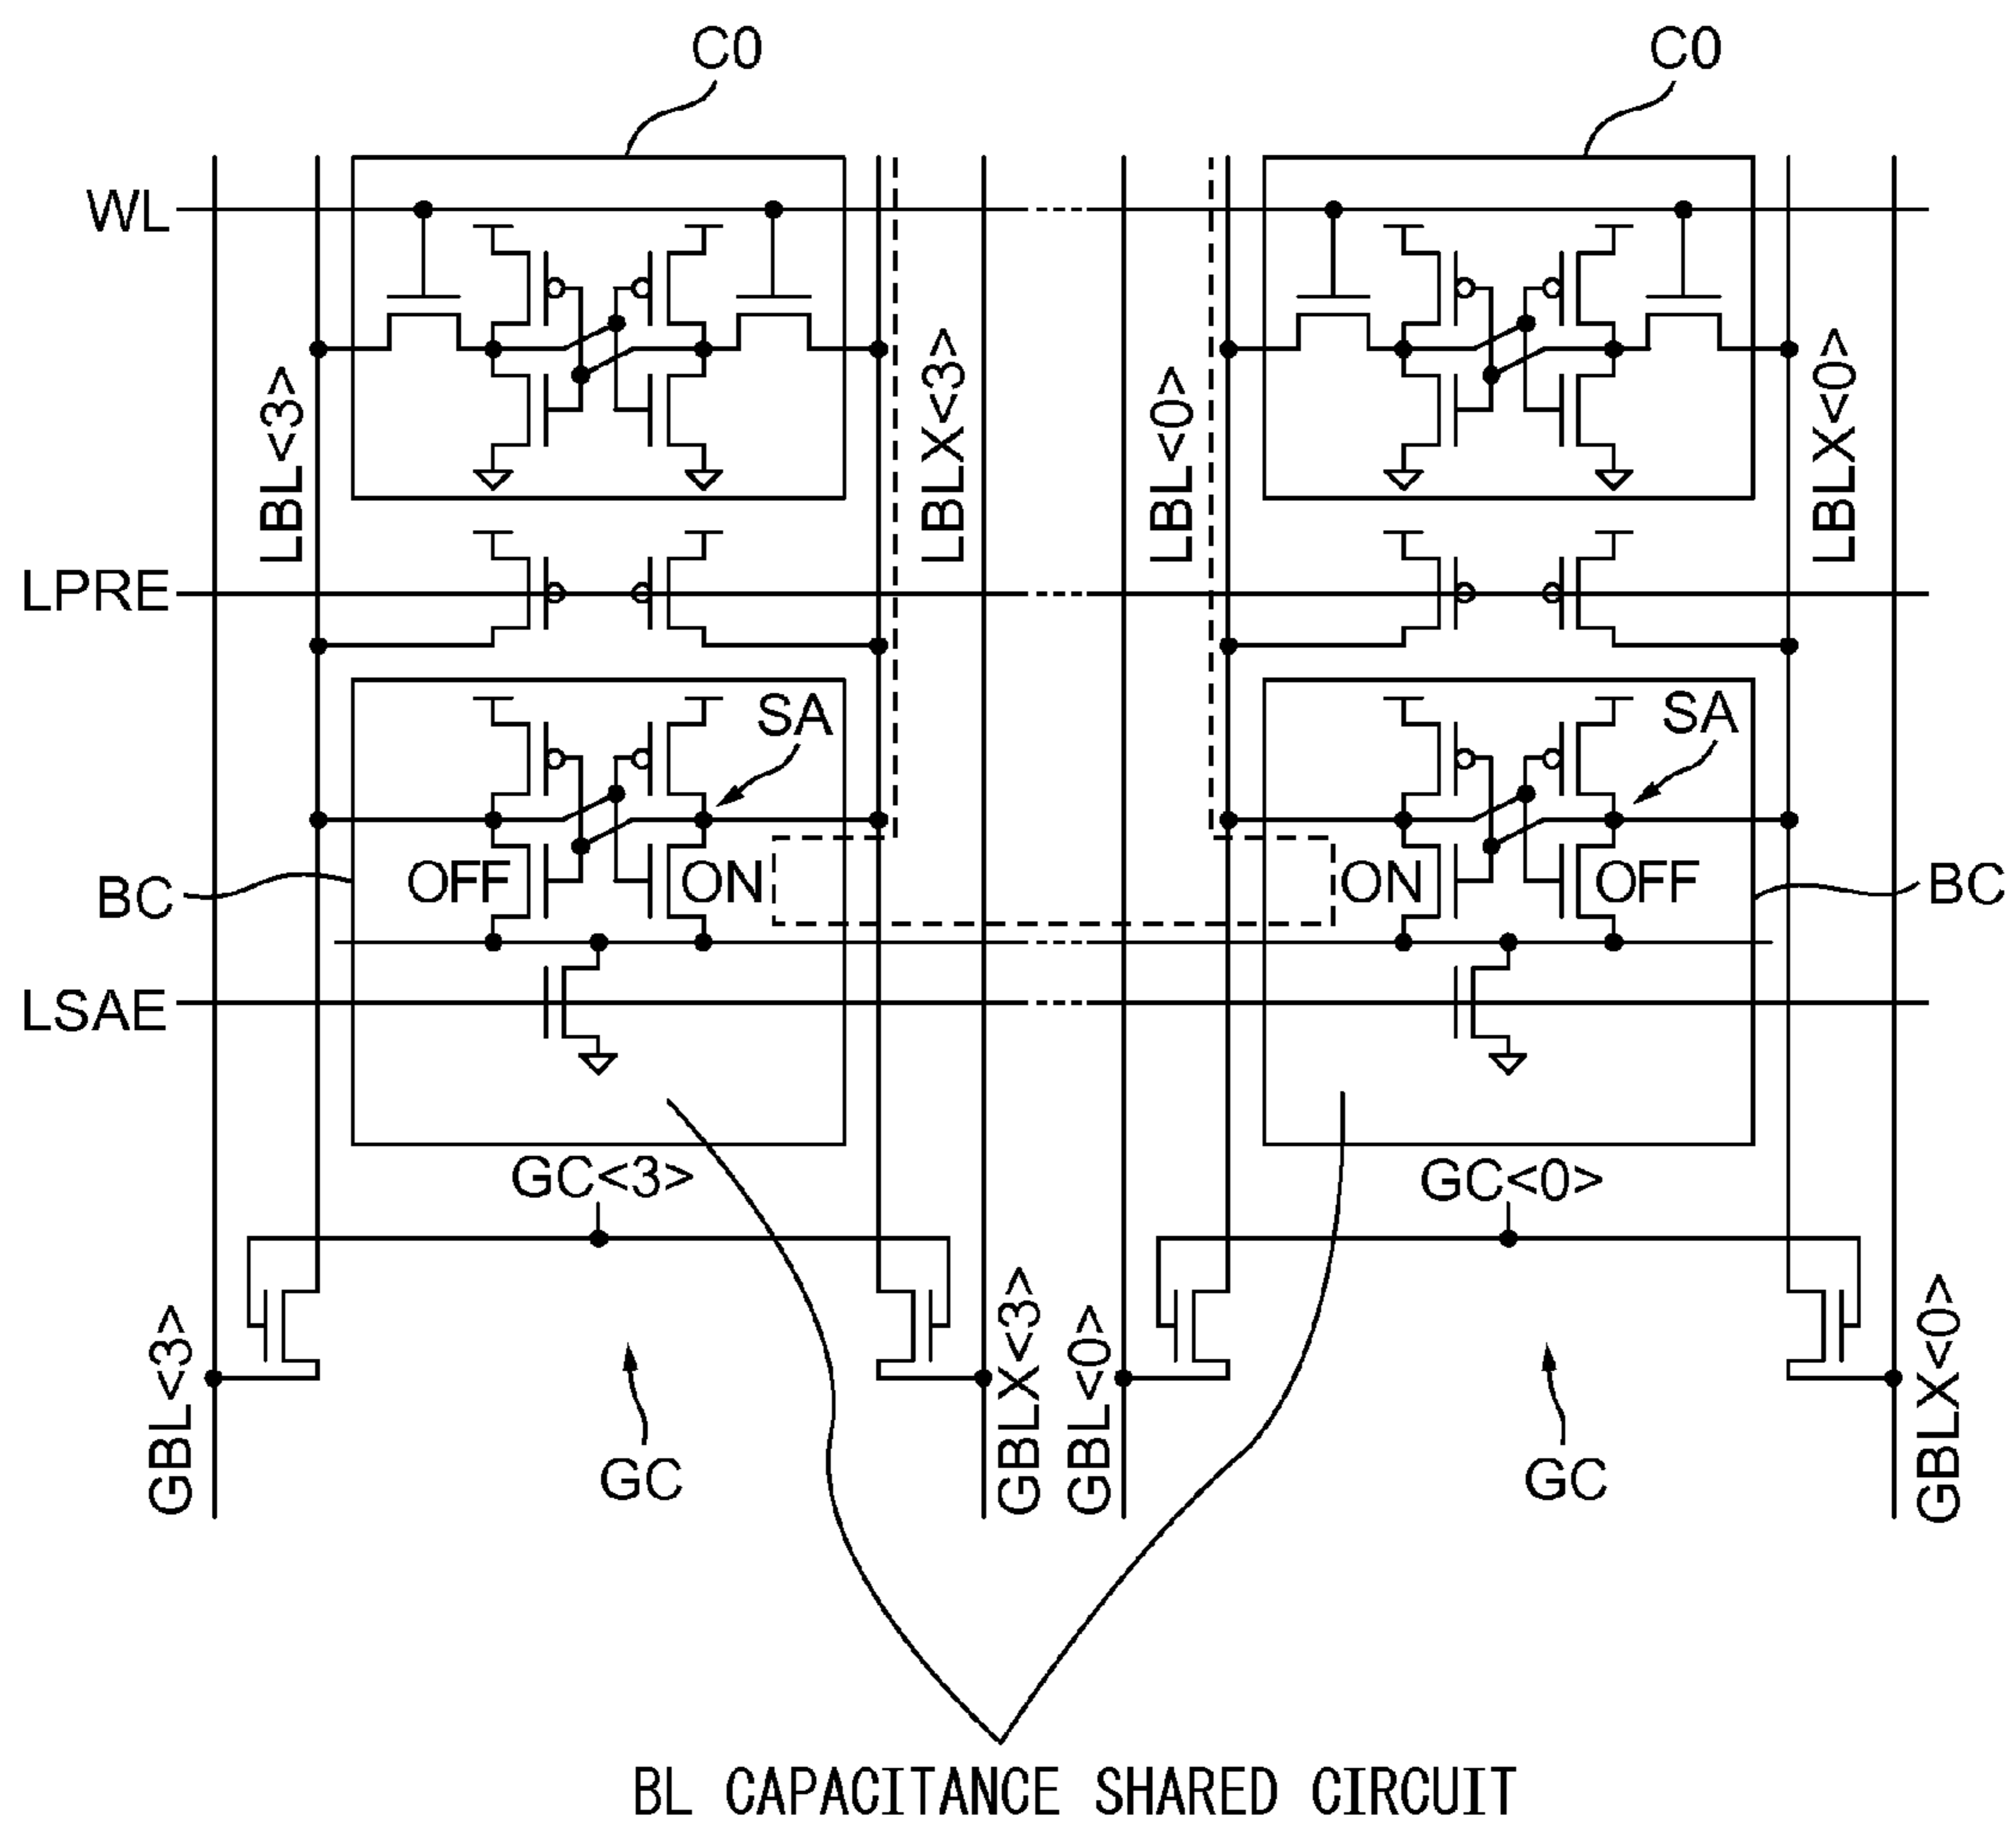 C0 C0
WL
LBL<3> LBLX<3> LBL<0> LBLX<0>
LPRE
SA SA
OFF ON ON OFF
BC BC
LSAE
GC<3> GC<0>
GBL<3> GBLX<3> GBL<0> GBLX<0>
GC GC
BL CAPACITANCE SHARED CIRCUIT